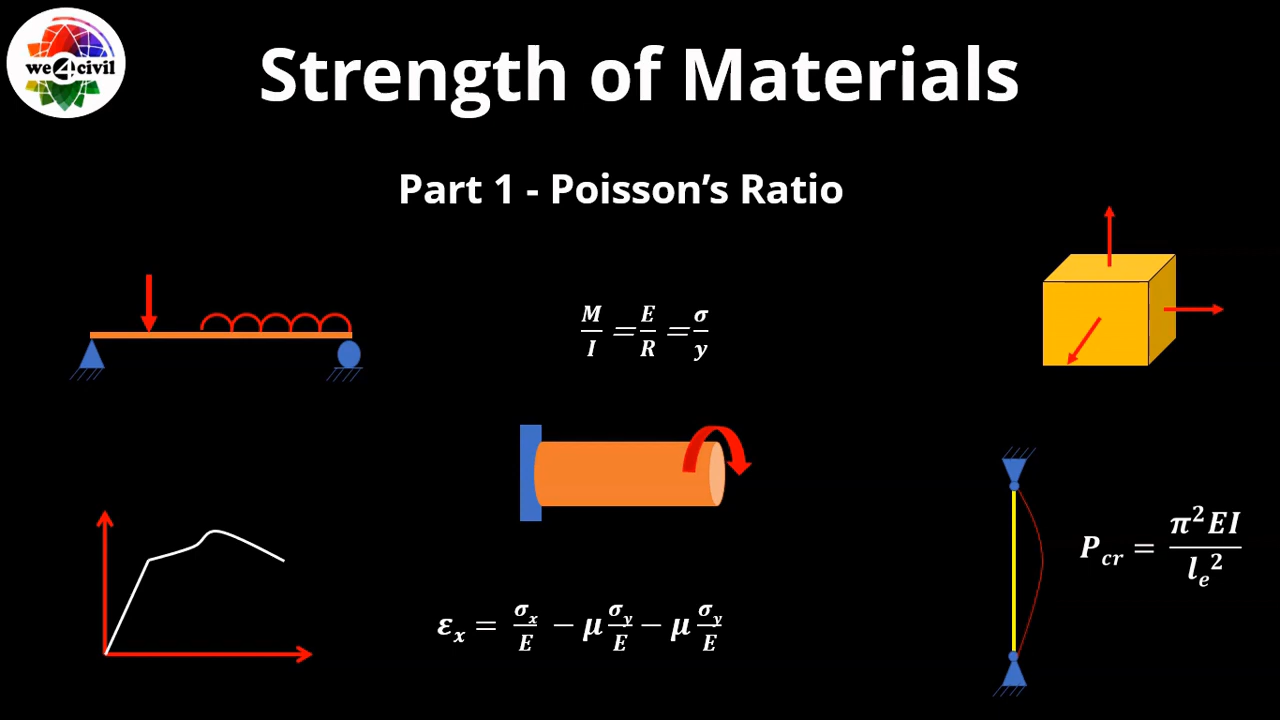 we4civil
Strength of Materials
Part 1 - Poisson’s Ratio
M/I = E/R = σ/y
P_cr = π²EI / l_e²
ε_x = σ_x/E − μ σ_y/E − μ σ_y/E